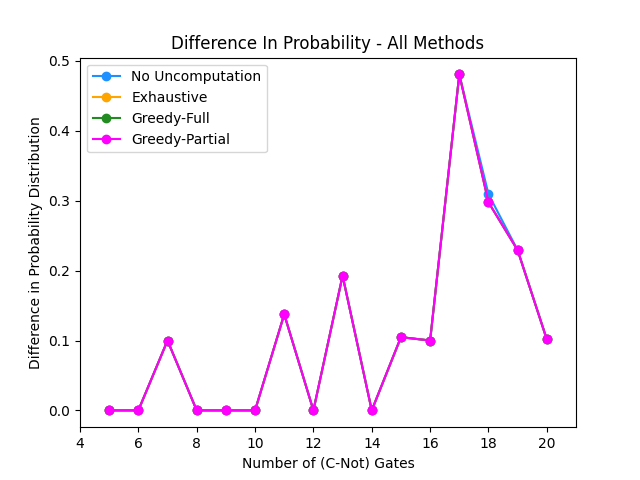 Difference In Probability - All Methods
No Uncomputation
Exhaustive
Greedy-Full
Greedy-Partial
Difference in Probability Distribution
0.5
0.4
0.3
0.2
0.1
0.0
4 6 8 10 12 14 16 18 20
Number of (C-Not) Gates